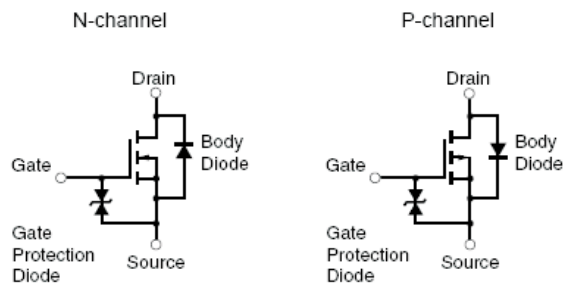 N-channel
P-channel
Drain
Drain
Body
Diode
Body
Diode
Gate
Gate
Gate
Protection
Diode
Source
Gate
Protection
Diode
Source